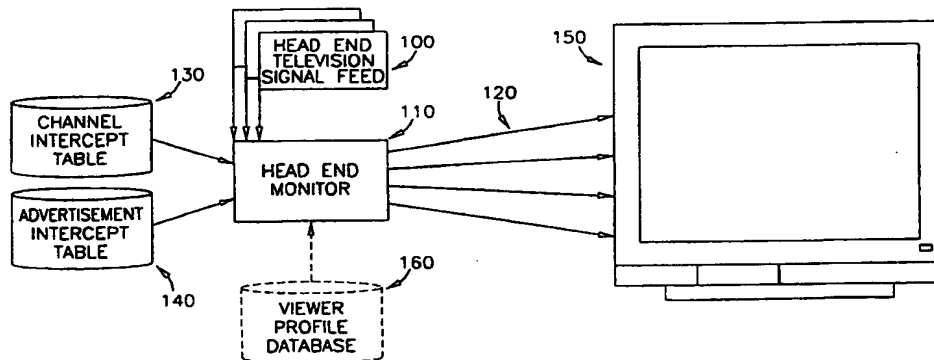 HEAD END
TELEVISION
SIGNAL FEED
100
150
130
CHANNEL
INTERCEPT
TABLE
110
120
HEAD END
MONITOR
ADVERTISEMENT
INTERCEPT
TABLE
140
160
VIEWER
PROFILE
DATABASE